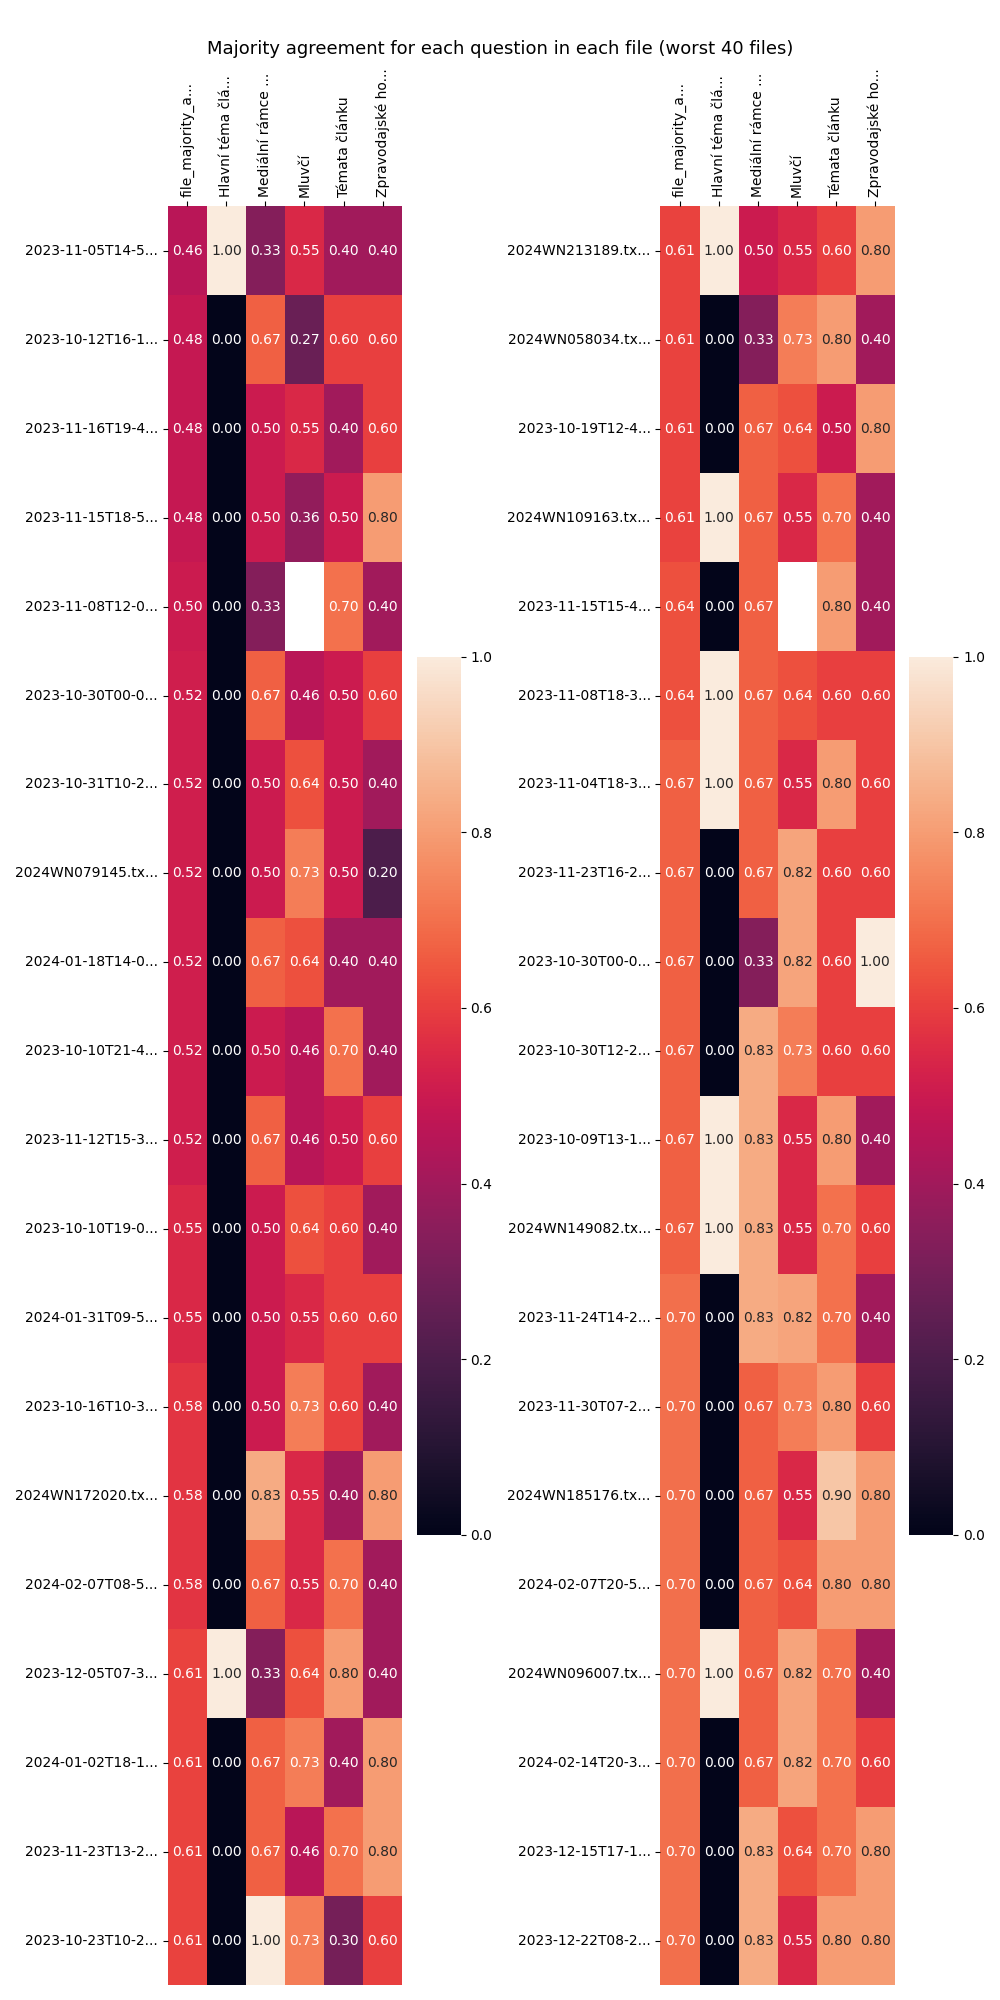 Majority agreement for each question in each file (worst 40 files)
file_majority_a... Hlavní téma člá... Mediální rámce ... Mluvčí Témata článku Zpravodajské ho...
2023-11-05T14-5... 0.46 1.00 0.33 0.55 0.40 0.40
2023-10-12T16-1... 0.48 0.00 0.67 0.27 0.60 0.60
2023-11-16T19-4... 0.48 0.00 0.50 0.55 0.40 0.60
2023-11-15T18-5... 0.48 0.00 0.50 0.36 0.50 0.80
2023-11-08T12-0... 0.50 0.00 0.33 0.70 0.40
2023-10-30T00-0... 0.52 0.00 0.67 0.46 0.50 0.60
2023-10-31T10-2... 0.52 0.00 0.50 0.64 0.50 0.40
2024WN079145.tx... 0.52 0.00 0.50 0.73 0.50 0.20
2024-01-18T14-0... 0.52 0.00 0.67 0.64 0.40 0.40
2023-10-10T21-4... 0.52 0.00 0.50 0.46 0.70 0.40
2023-11-12T15-3... 0.52 0.00 0.67 0.46 0.50 0.60
2023-10-10T19-0... 0.55 0.00 0.50 0.64 0.60 0.40
2024-01-31T09-5... 0.55 0.00 0.50 0.55 0.60 0.60
2023-10-16T10-3... 0.58 0.00 0.50 0.73 0.60 0.40
2024WN172020.tx... 0.58 0.00 0.83 0.55 0.40 0.80
2024-02-07T08-5... 0.58 0.00 0.67 0.55 0.70 0.40
2023-12-05T07-3... 0.61 1.00 0.33 0.64 0.80 0.40
2024-01-02T18-1... 0.61 0.00 0.67 0.73 0.40 0.80
2023-11-23T13-2... 0.61 0.00 0.67 0.46 0.70 0.80
2023-10-23T10-2... 0.61 0.00 1.00 0.73 0.30 0.60
1.0
0.8
0.6
0.4
0.2
0.0
file_majority_a... Hlavní téma člá... Mediální rámce ... Mluvčí Témata článku Zpravodajské ho...
2024WN213189.tx... 0.61 1.00 0.50 0.55 0.60 0.80
2024WN058034.tx... 0.61 0.00 0.33 0.73 0.80 0.40
2023-10-19T12-4... 0.61 0.00 0.67 0.64 0.50 0.80
2024WN109163.tx... 0.61 1.00 0.67 0.55 0.70 0.40
2023-11-15T15-4... 0.64 0.00 0.67 0.80 0.40
2023-11-08T18-3... 0.64 1.00 0.67 0.64 0.60 0.60
2023-11-04T18-3... 0.67 1.00 0.67 0.55 0.80 0.60
2023-11-23T16-2... 0.67 0.00 0.67 0.82 0.60 0.60
2023-10-30T00-0... 0.67 0.00 0.33 0.82 0.60 1.00
2023-10-30T12-2... 0.67 0.00 0.83 0.73 0.60 0.60
2023-10-09T13-1... 0.67 1.00 0.83 0.55 0.80 0.40
2024WN149082.tx... 0.67 1.00 0.83 0.55 0.70 0.60
2023-11-24T14-2... 0.70 0.00 0.83 0.82 0.70 0.40
2023-11-30T07-2... 0.70 0.00 0.67 0.73 0.80 0.60
2024WN185176.tx... 0.70 0.00 0.67 0.55 0.90 0.80
2024-02-07T20-5... 0.70 0.00 0.67 0.64 0.80 0.80
2024WN096007.tx... 0.70 1.00 0.67 0.82 0.70 0.40
2024-02-14T20-3... 0.70 0.00 0.67 0.82 0.70 0.60
2023-12-15T17-1... 0.70 0.00 0.83 0.64 0.70 0.80
2023-12-22T08-2... 0.70 0.00 0.83 0.55 0.80 0.80
1.0
0.8
0.6
0.4
0.2
0.0